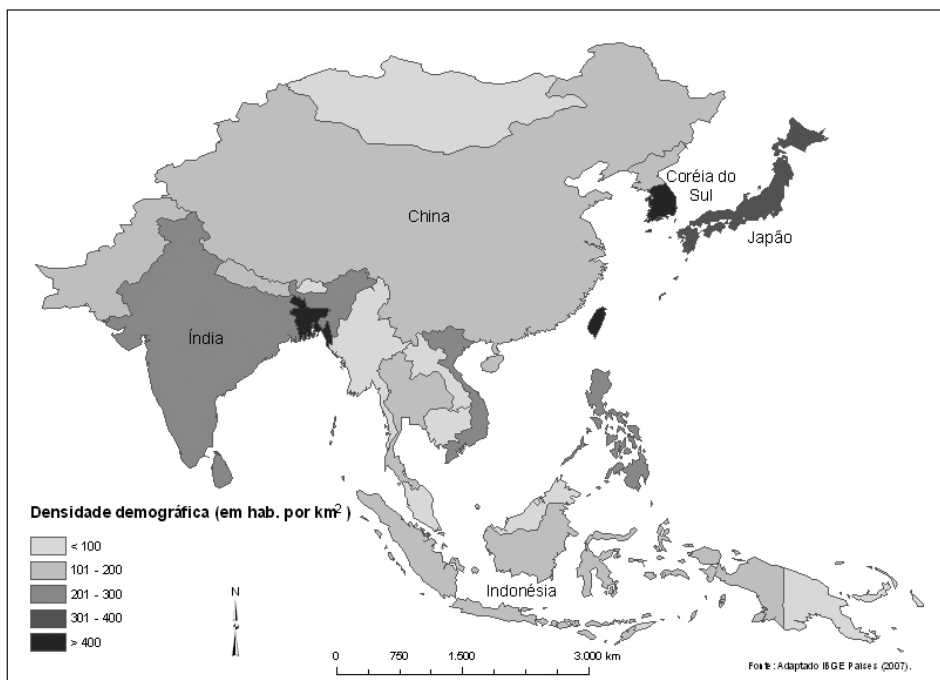 Coréia do
Sul
China
Japão
Índia
Densidade demográfica (em hab. por km²)
< 100
101 - 200
201 - 300
301 - 400
> 400
N
Indonésia
0 750 1.500 3.000 km
Fonte: Adaptado IBGE Países (2007).